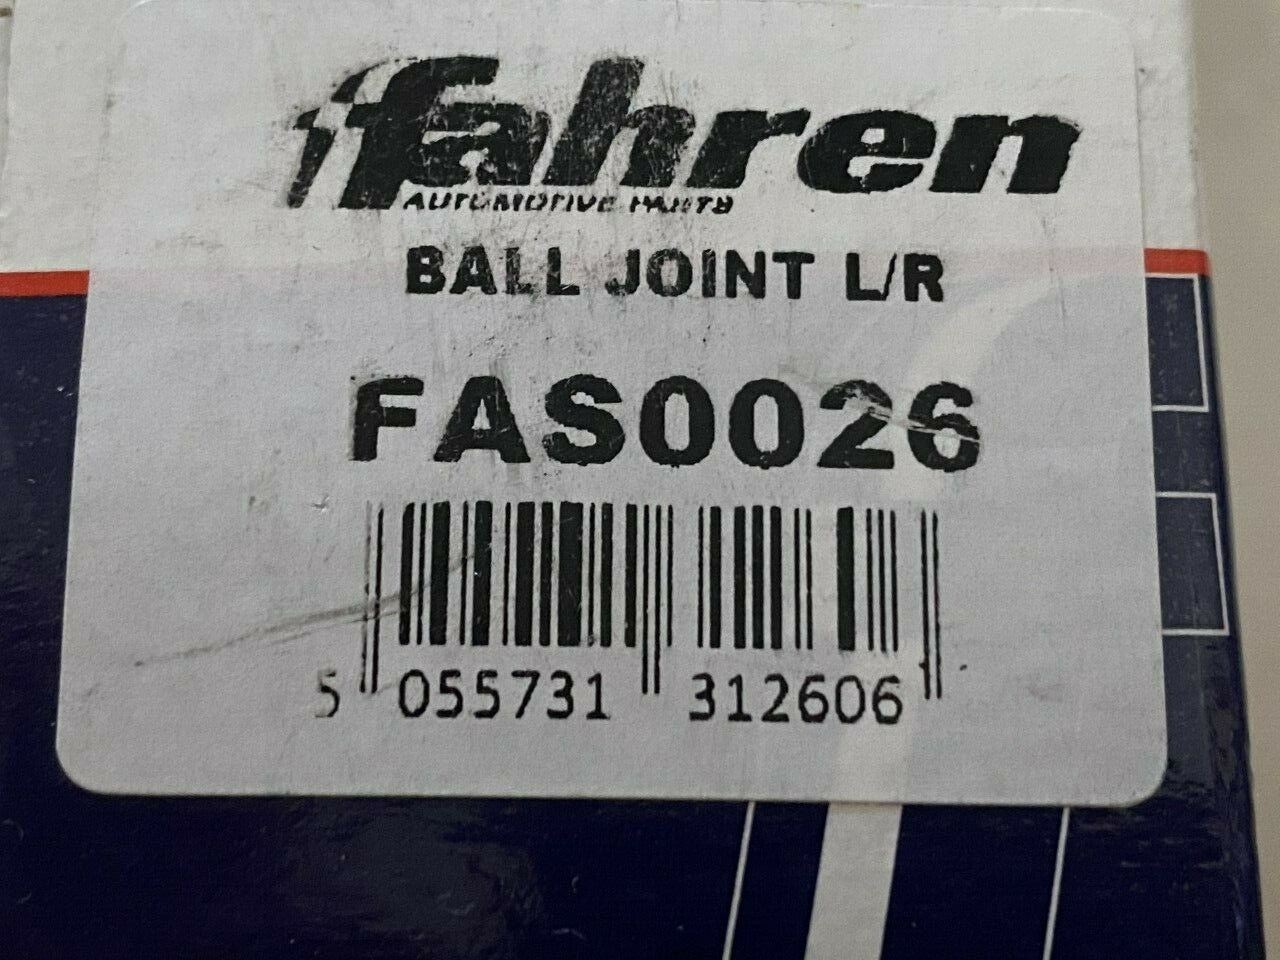 fahren
AUTOMOTIVE PARTS
BALL JOINT L/R
FAS0026
5 055731 312606